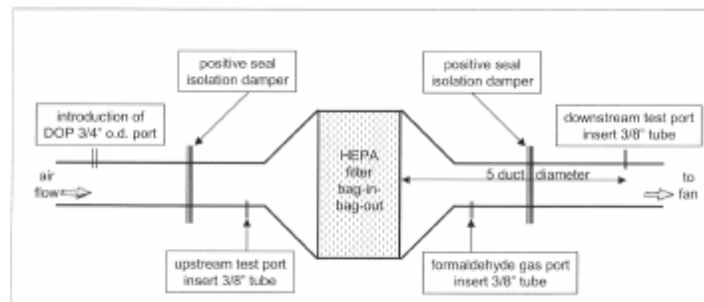 positive seal
isolation damper
positive seal
isolation damper
introduction of
DOP 3/4" o.d. port
downstream test port
insert 3/8" tube
HEPA
filter
bag-in-
bag-out
air
flow
5 duct diameter
to
fan
upstream test port
insert 3/8" tube
formaldehyde gas port
insert 3/8" tube